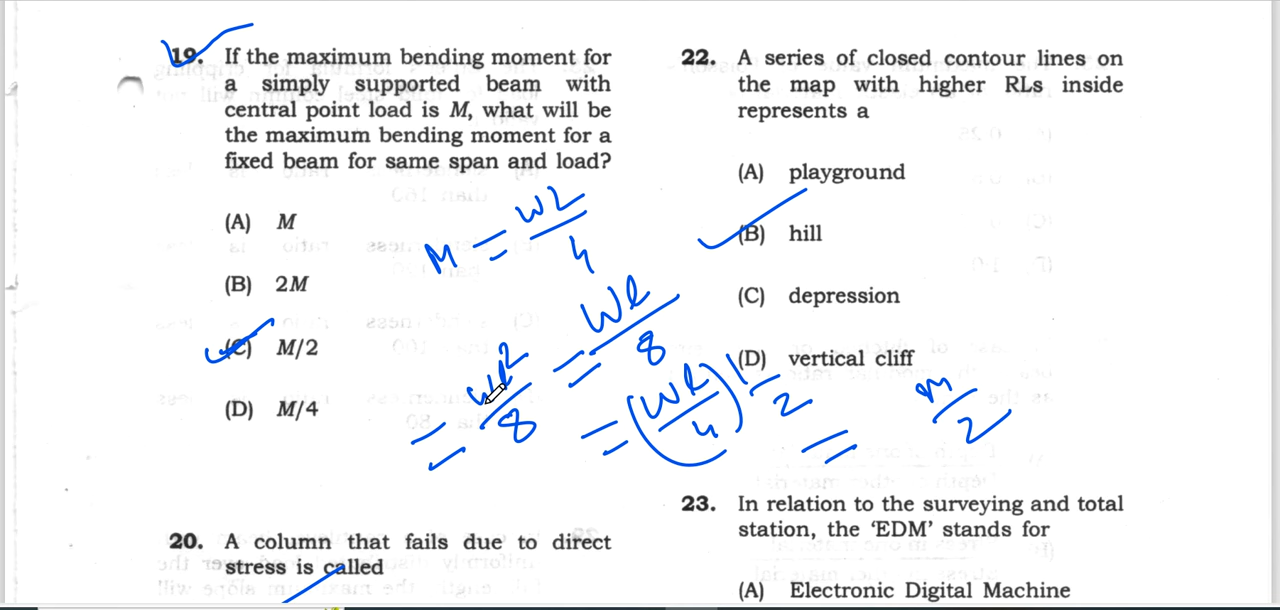 19. If the maximum bending moment for
a simply supported beam with
central point load is M, what will be
the maximum bending moment for a
fixed beam for same span and load?
(A) M
(B) 2M
(C) M/2
(D) M/4
M = wl/4
= Wl/8
= wl²/8
= (Wl/4) 1/2 = m/2
20. A column that fails due to direct
stress is called
22. A series of closed contour lines on
the map with higher RLs inside
represents a
(A) playground
(B) hill
(C) depression
(D) vertical cliff
23. In relation to the surveying and total
station, the ‘EDM’ stands for
(A) Electronic Digital Machine